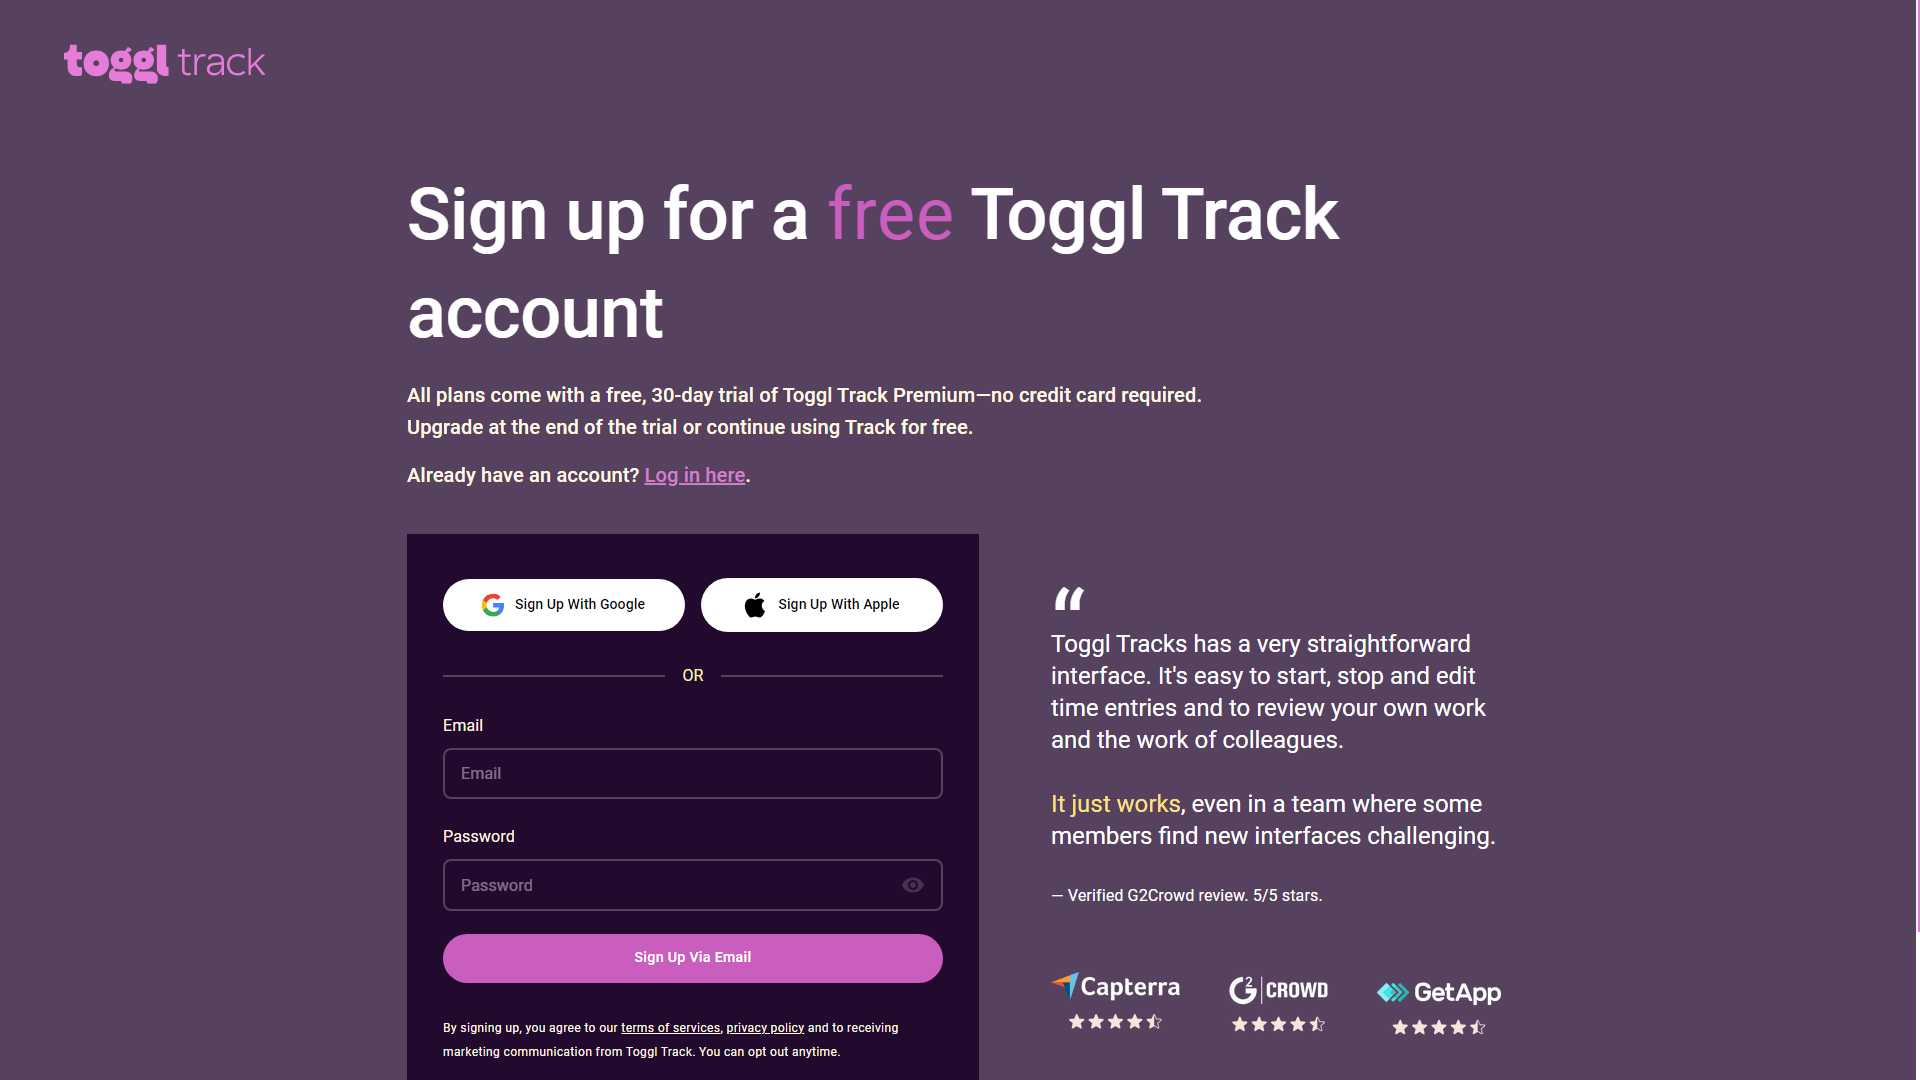 toggl track
Sign up for a free Toggl Track
account
All plans come with a free, 30-day trial of Toggl Track Premium—no credit card required.
Upgrade at the end of the trial or continue using Track for free.
Already have an account? Log in here.
Sign Up With Google
Sign Up With Apple
OR
Email
Email
Password
Password
Sign Up Via Email
By signing up, you agree to our terms of services, privacy policy and to receiving
marketing communication from Toggl Track. You can opt out anytime.
“
Toggl Tracks has a very straightforward
interface. It's easy to start, stop and edit
time entries and to review your own work
and the work of colleagues.
It just works, even in a team where some
members find new interfaces challenging.
— Verified G2Crowd review. 5/5 stars.
Capterra
G2 CROWD
GetApp